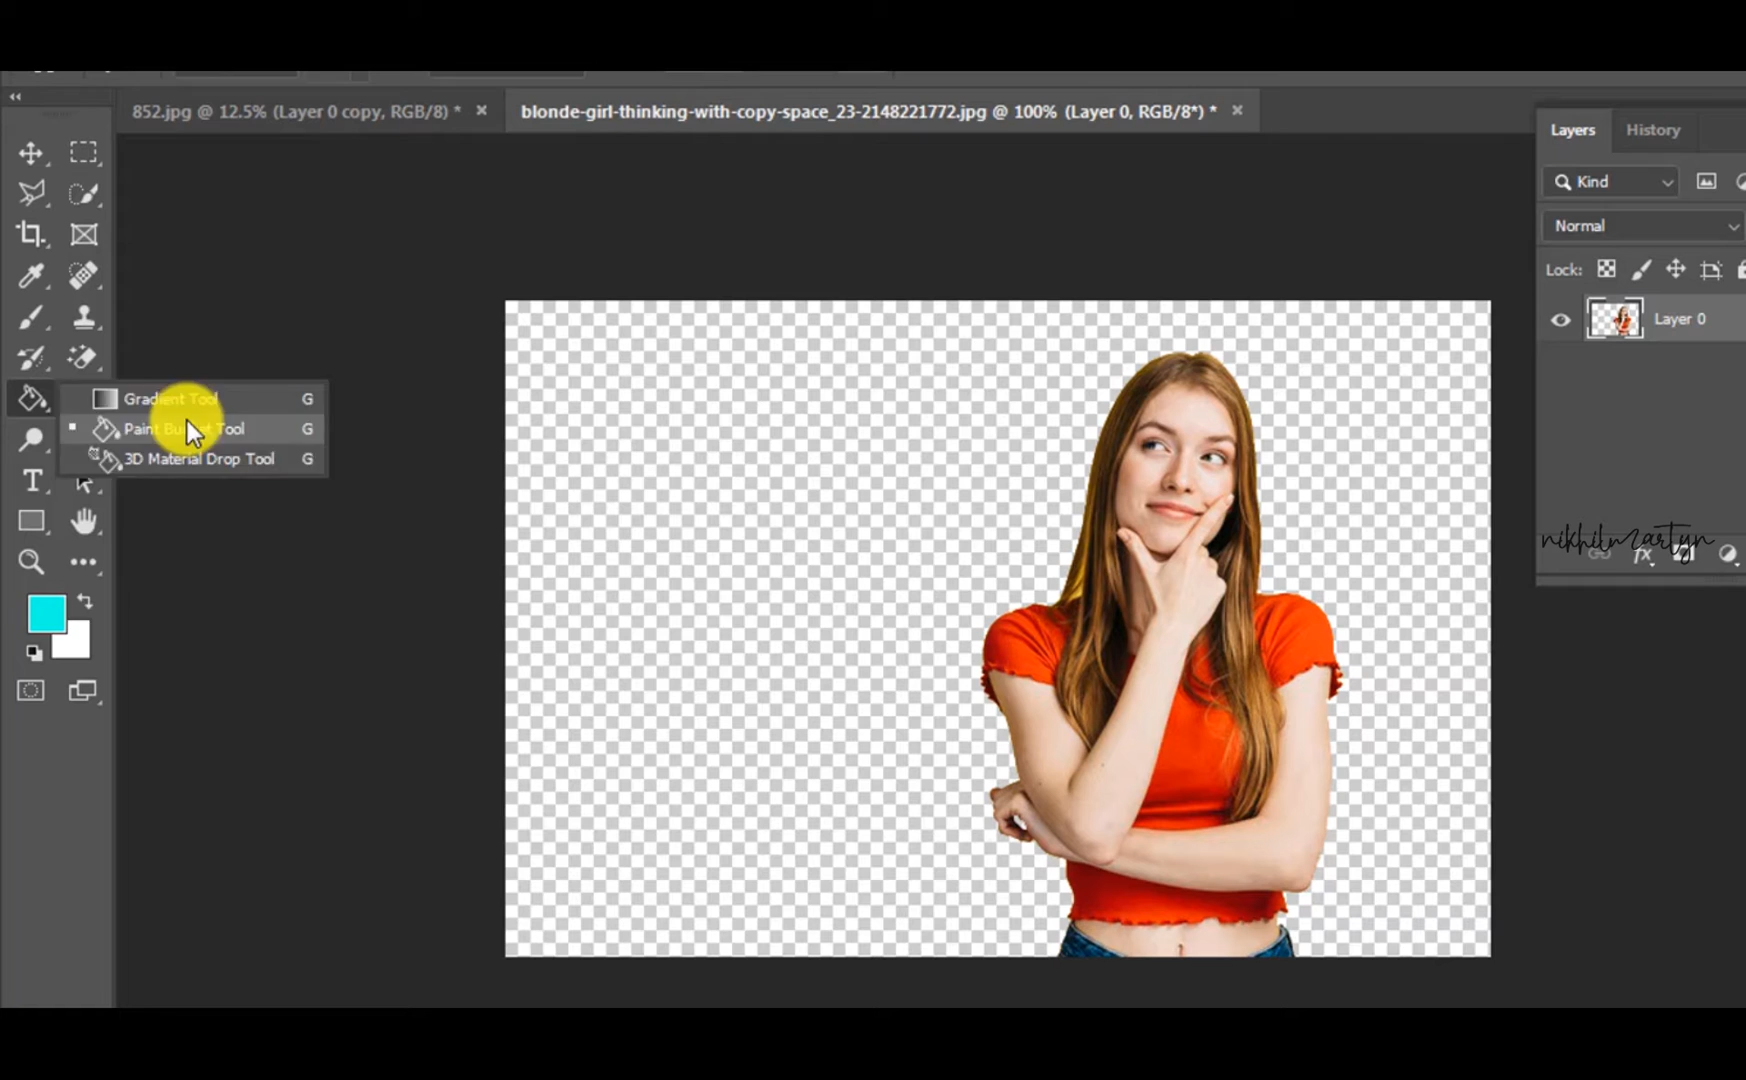 852.jpg @ 12.5% (Layer 0 copy, RGB/8) *
blonde-girl-thinking-with-copy-space_23-2148221772.jpg @ 100% (Layer 0, RGB/8*) *
Layers
History
Kind
Normal
Lock:
Layer 0
Gradient Tool G
Paint Bucket Tool G
3D Material Drop Tool G
T
fx
nikhilmartyn